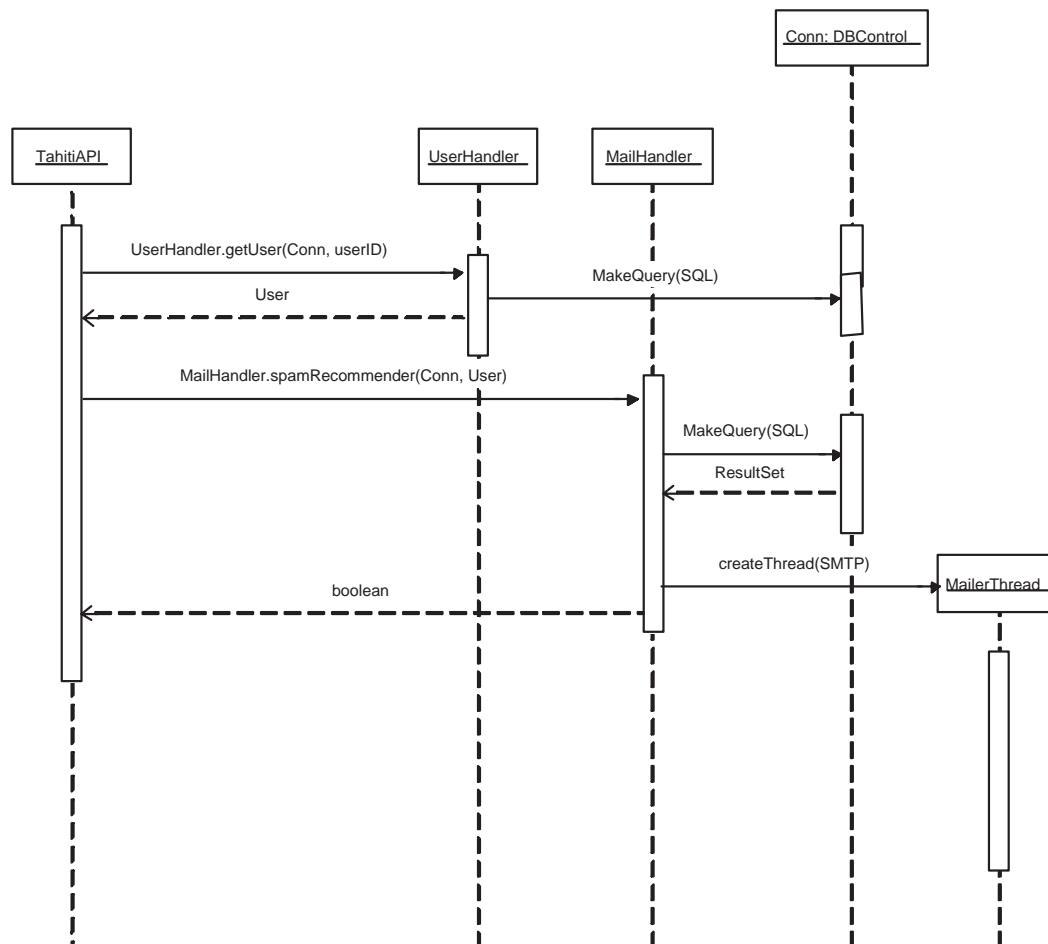 Conn: DBControl
TahitiAPI
UserHandler
MailHandler
UserHandler.getUser(Conn, userID)
MakeQuery(SQL)
User
MailHandler.spamRecommender(Conn, User)
MakeQuery(SQL)
ResultSet
createThread(SMTP)
MailerThread
boolean